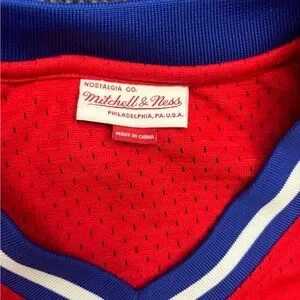 NOSTALGIA CO.
Mitchell & Ness
PHILADELPHIA, PA. U.S.A.
MADE IN CHINA